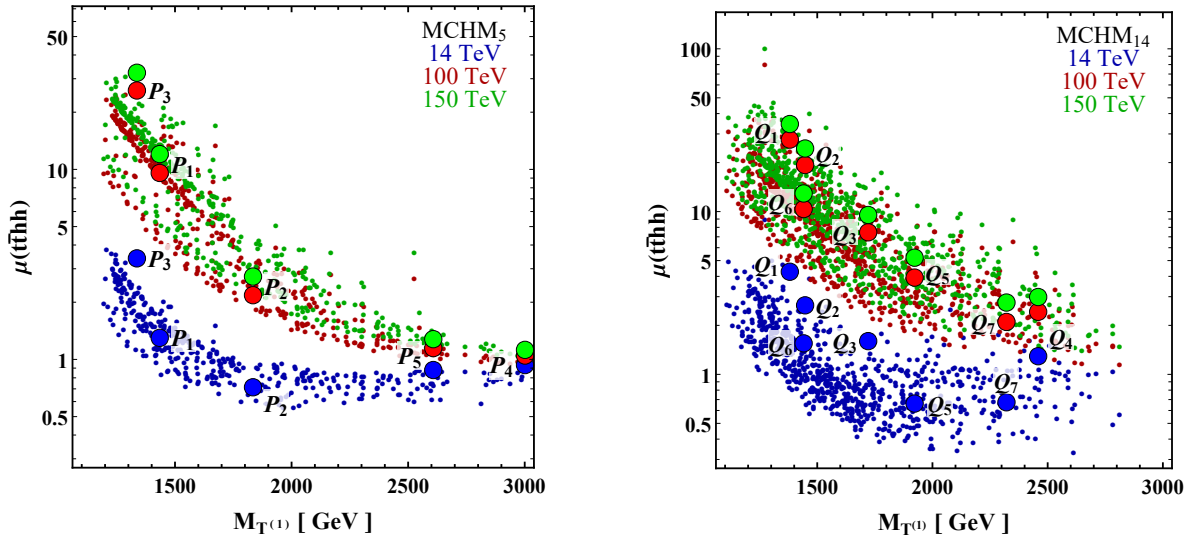 MCHM₅
14 TeV
100 TeV
150 TeV
50
10
5
1
0.5
μ(tt̄hh)
P₃
P₁
P₂
P₃
P₁
P₂
P₅
P₄
1500 2000 2500 3000
M_T⁽¹⁾ [ GeV ]
MCHM₁₄
14 TeV
100 TeV
150 TeV
100
50
10
5
1
0.5
μ(tt̄hh)
Q₁
Q₂
Q₆
Q₃
Q₁
Q₅
Q₂
Q₇
Q₄
Q₆
Q₃
Q₇
Q₅
1500 2000 2500 3000
M_T⁽¹⁾ [ GeV ]